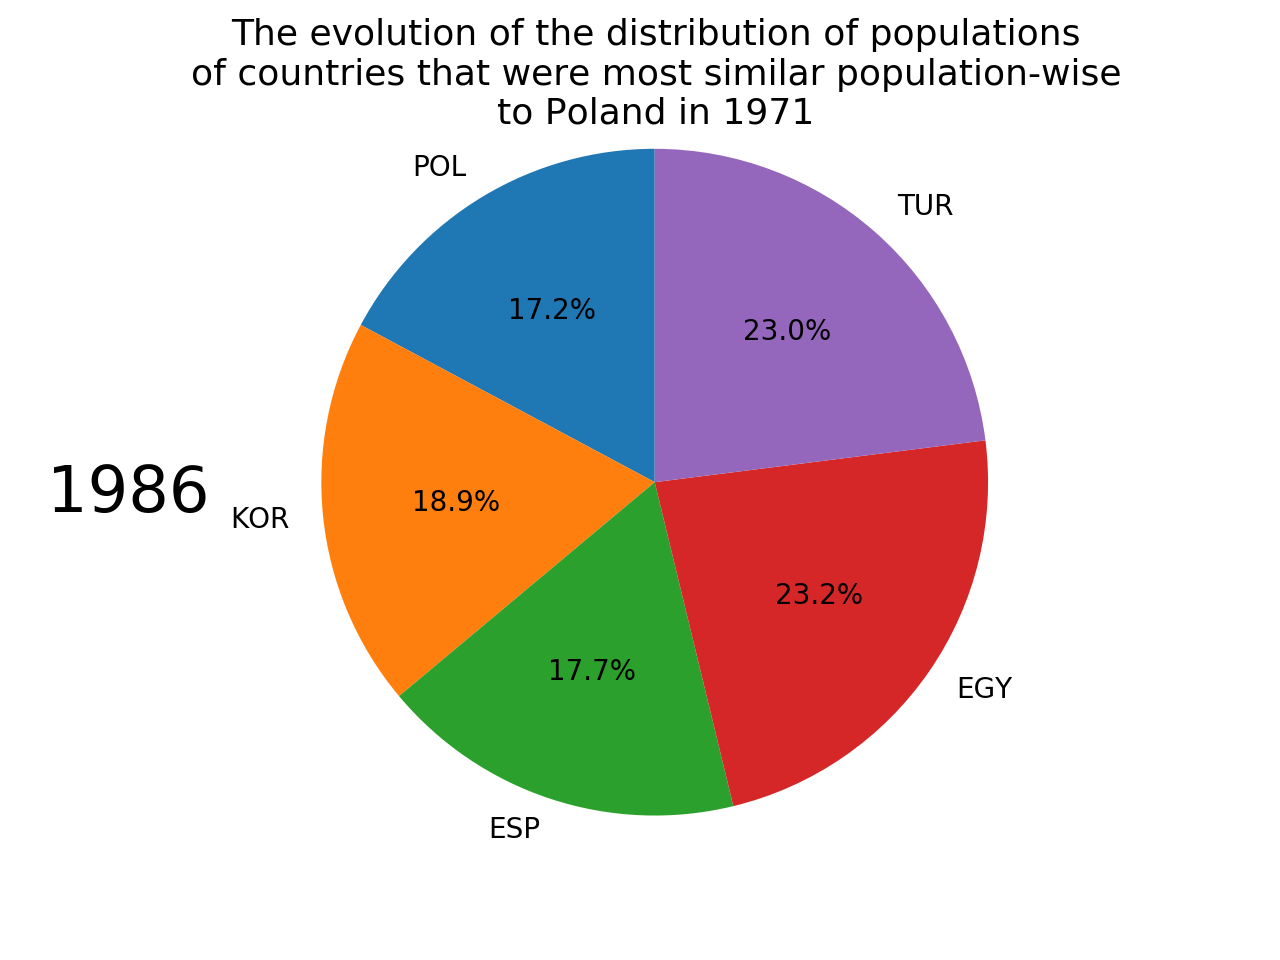 The evolution of the distribution of populations
of countries that were most similar population-wise
to Poland in 1971
POL
TUR
17.2%
23.0%
1986
KOR
18.9%
23.2%
17.7%
EGY
ESP